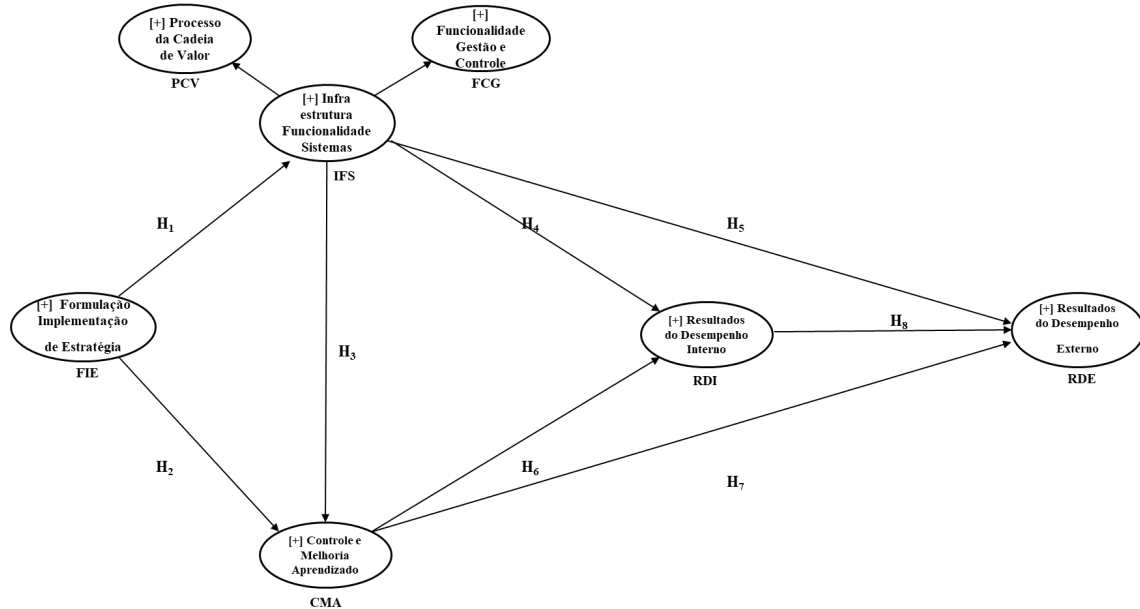 [+] Processo
da Cadeia
de Valor
PCV
[+]
Funcionalidade
Gestão e
Controle
FCG
[+] Infra
estrutura
Funcionalidade
Sistemas
IFS
H1
H4
H5
[+] Formulação
Implementação
de Estratégia
FIE
H3
[+] Resultados
do Desempenho
Interno
RDI
H8
[+] Resultados
do Desempenho
Externo
RDE
H2
H6
H7
[+] Controle e
Melhoria
Aprendizado
CMA